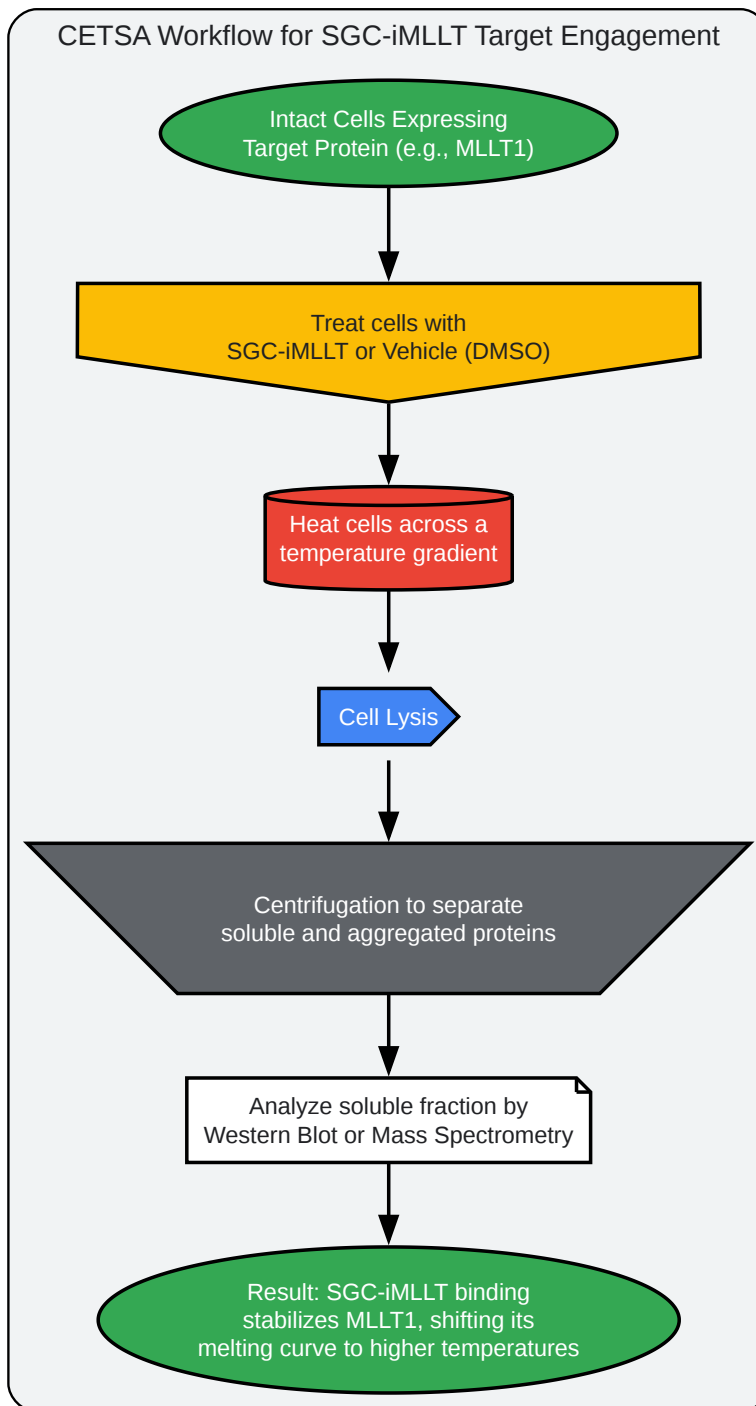 CETSA Workflow for SGC-iMLLT Target Engagement
Intact Cells Expressing
Target Protein (e.g., MLLT1)
Treat cells with
SGC-iMLLT or Vehicle (DMSO)
Heat cells across a
temperature gradient
Cell Lysis
Centrifugation to separate
soluble and aggregated proteins
Analyze soluble fraction by
Western Blot or Mass Spectrometry
Result: SGC-iMLLT binding
stabilizes MLLT1, shifting its
melting curve to higher temperatures